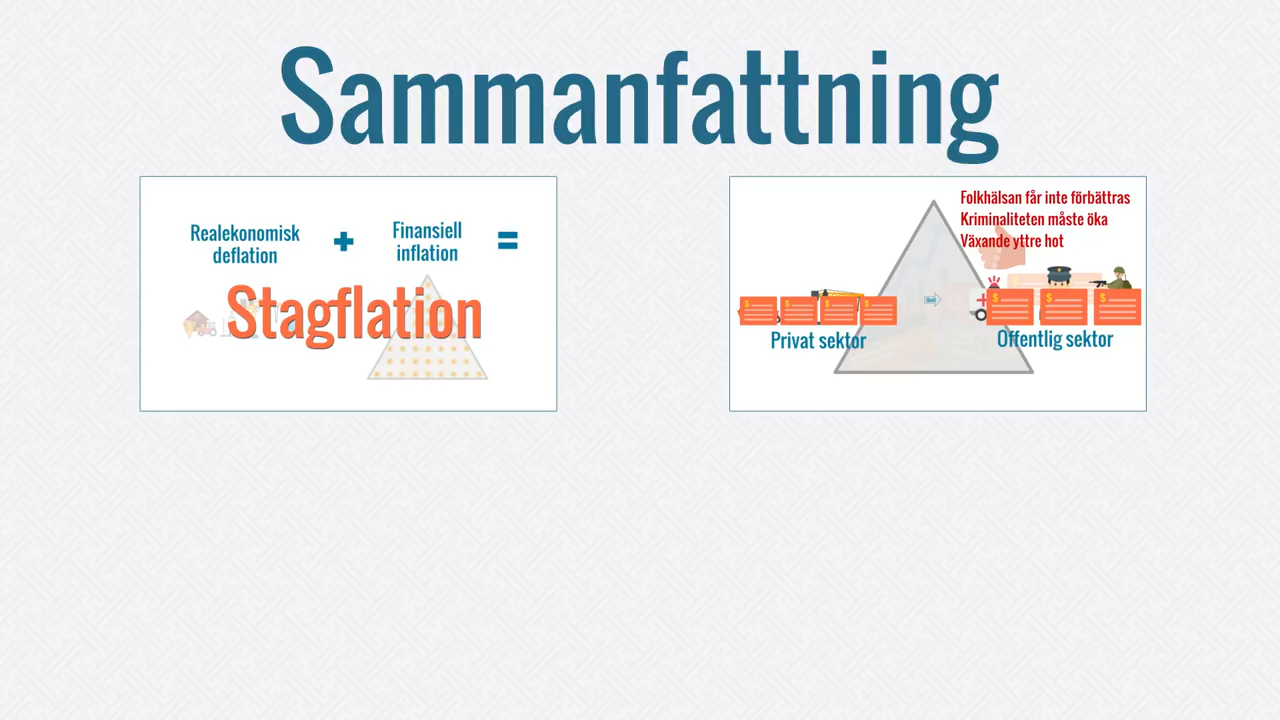 Sammanfattning
Realekonomisk
deflation
+
Finansiell
inflation
=
Stagflation
Folkhälsan får inte förbättras
Kriminaliteten måste öka
Växande yttre hot
Privat sektor
Offentlig sektor